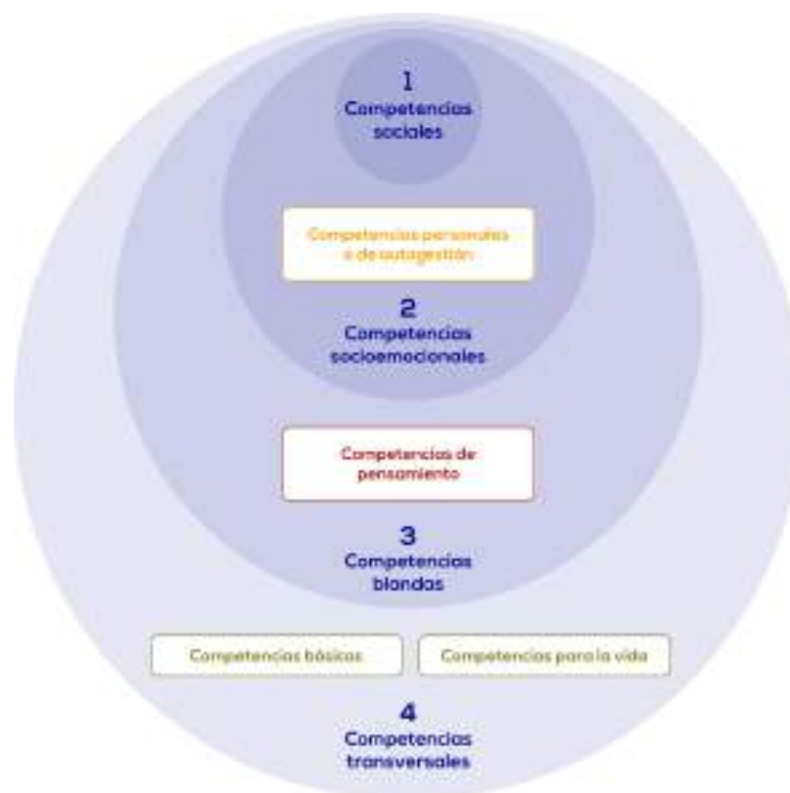 1
Competencias
sociales
Competencias personales
o de autogestión
2
Competencias
socioemocionales
Competencias de
pensamiento
3
Competencias
blandas
Competencias básicas
Competencias para la vida
4
Competencias
transversales